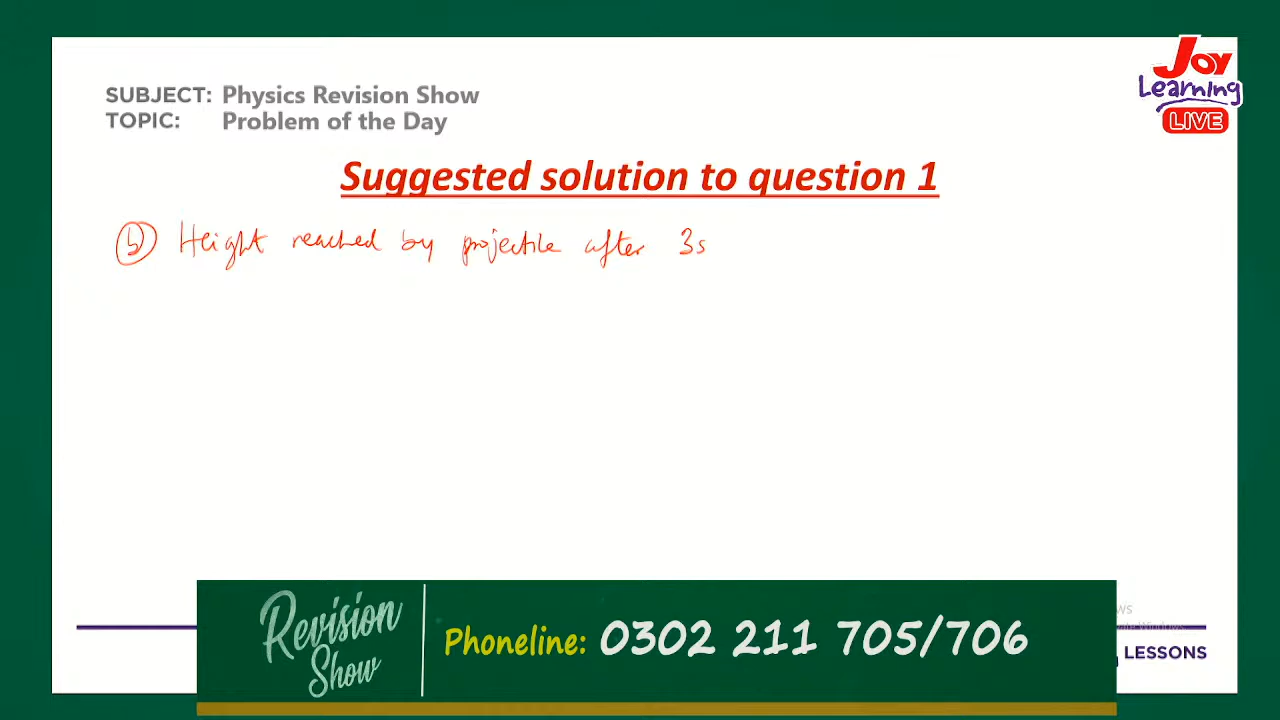 Joy
Learning
LIVE
SUBJECT: Physics Revision Show
TOPIC: Problem of the Day
Suggested solution to question 1
(b) Height reached by projectile after 3s
Revision
Show
Phoneline: 0302 211 705/706
LESSONS